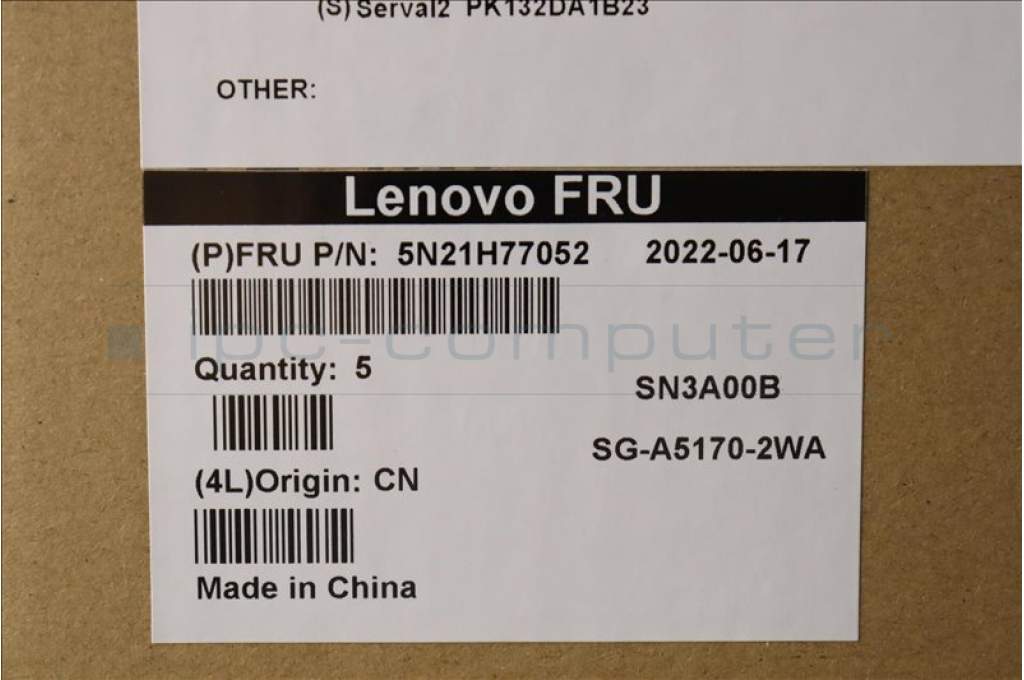 (S) Serval2 PK132DA1B23
OTHER:
Lenovo FRU
(P)FRU P/N: 5N21H77052 2022-06-17
ipc-computer
Quantity: 5
SN3A00B
SG-A5170-2WA
(4L)Origin: CN
Made in China